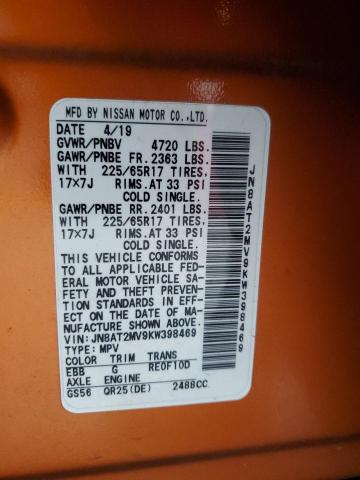 MFD BY NISSAN MOTOR CO.,LTD.
DATE 4/19
GVWR/PNBV 4720 LBS.
GAWR/PNBE FR. 2363 LBS.
WITH 225/65R17 TIRES.
17×7J RIMS. AT 33 PSI
COLD SINGLE.
GAWR/PNBE RR. 2401 LBS.
WITH 225/65R17 TIRES.
17×7J RIMS. AT 33 PSI
COLD SINGLE.
THIS VEHICLE CONFORMS
TO ALL APPLICABLE FED-
ERAL MOTOR VEHICLE SA-
FETY AND THEFT PREVEN-
TION STANDARDS IN EFF-
ECT ON THE DATE OF MA-
NUFACTURE SHOWN ABOVE.
V.I.N: JN8AT2MV9KW398469
TYPE: MPV
COLOR TRIM TRANS
EBB G RE0F10D
AXLE ENGINE
GS56 QR25(DE) 2488CC
JN8AT2MV9KW398469